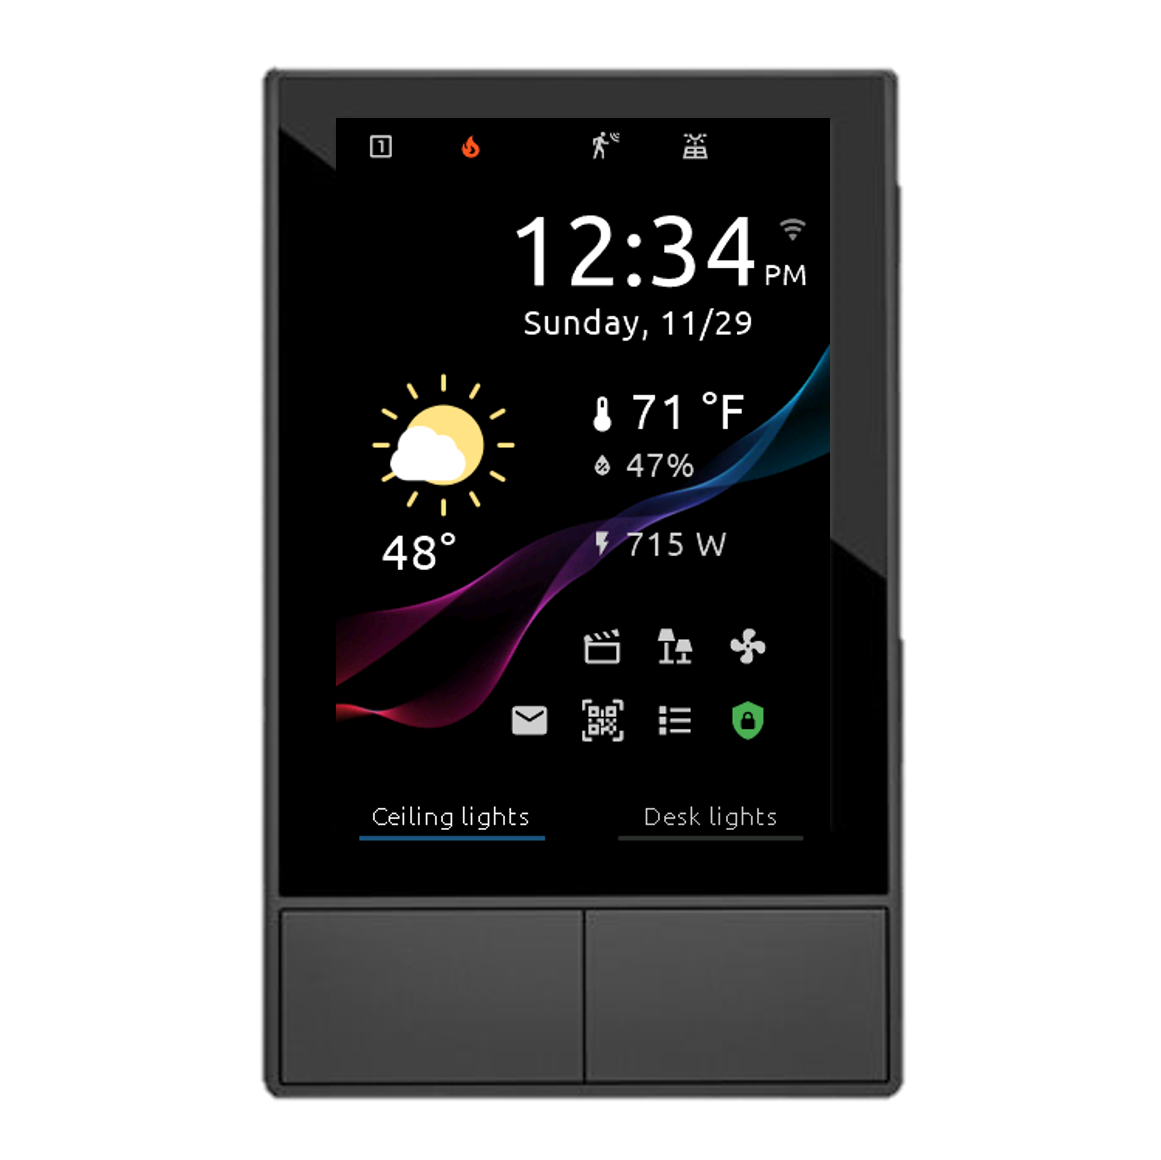 1
12:34
PM
Sunday, 11/29
71 °F
47%
48°
715 W
Ceiling lights
Desk lights